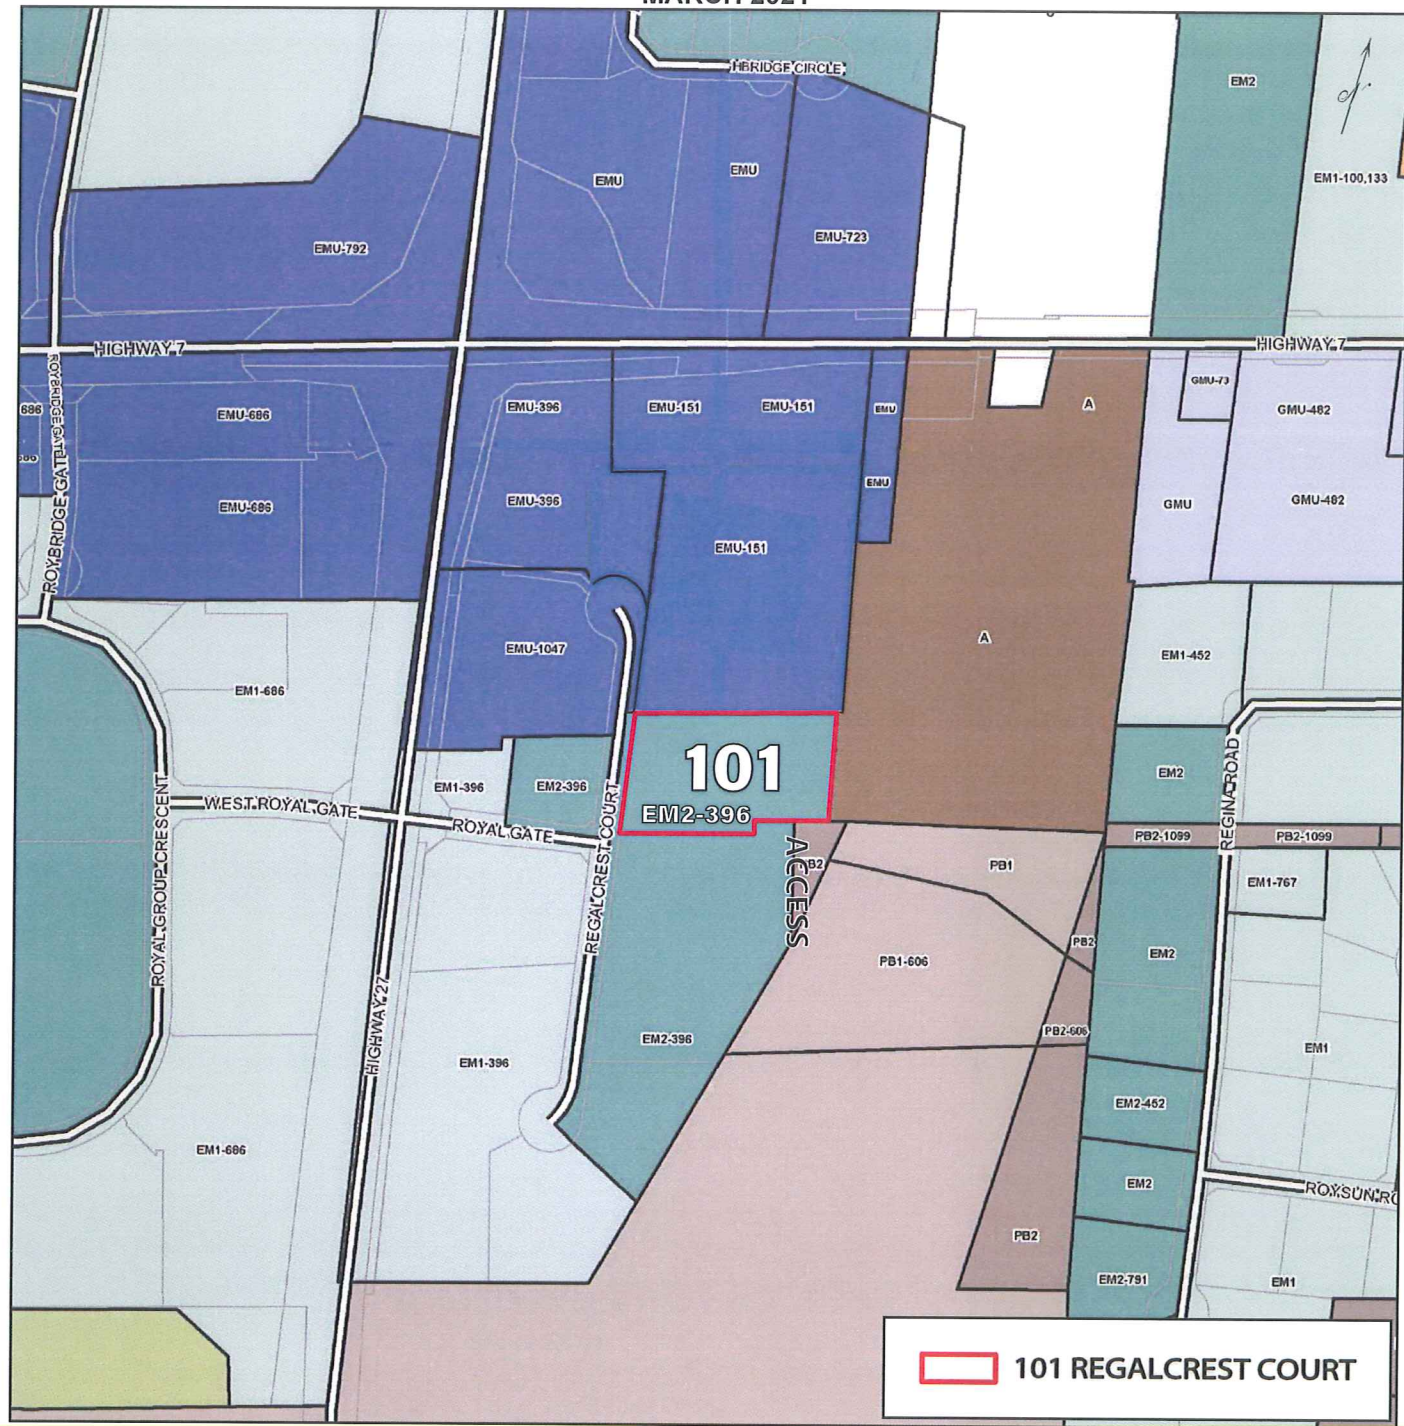 HBRIDGE CIRCLE
EM2
EM1-100,133
EMU
EMU
EMU-723
EMU-792
HIGHWAY 7
HIGHWAY 7
ROYBRIDGE GATE
ROYBRIDGE GATE
686
EMU-686
EMU-686
EMU-396
EMU-396
EMU-151
EMU-151
EMU-151
EMU
EMU
A
A
GMU-73
GMU-482
GMU-482
GMU
EMU-1047
EM1-686
EM1-452
EM2
REGINA ROAD
101
EM2-396
EM1-396
EM2-396
WEST ROYAL GATE
ROYAL GATE
REGALCREST COURT
ROYAL GROUP CRESCENT
ACCESS
PB2
PB1
PB2-1099
PB2-1099
EM1-767
PB1-606
PB2
EM2
HIGHWAY 27
EM1-396
EM2-396
PB2-606
EM1
EM2-452
EM1-686
EM2
ROYSUN RO
PB2
EM2-791
EM1
101 REGALCREST COURT